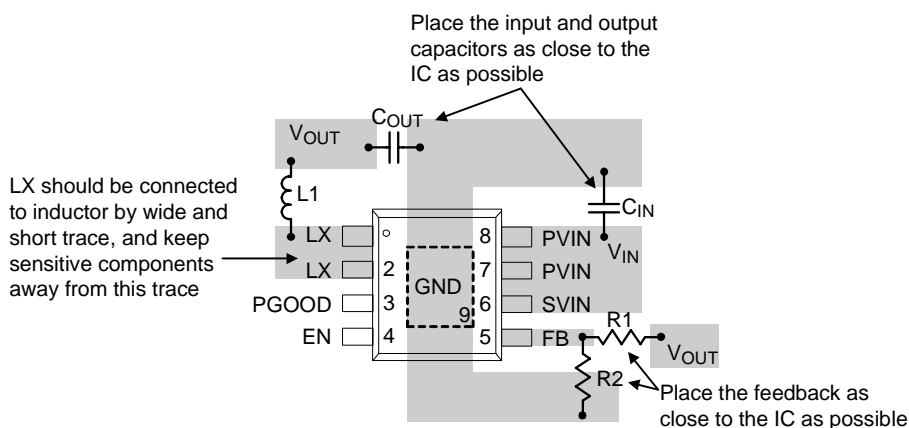 Place the input and output
capacitors as close to the
IC as possible
COUT
VOUT
LX should be connected
to inductor by wide and
short trace, and keep
sensitive components
away from this trace
L1
CIN
VIN
LX
8
PVIN
LX
2
7
PVIN
GND
PGOOD
3
6
SVIN
9
EN
4
5
FB
R1
VOUT
R2
Place the feedback as
close to the IC as possible